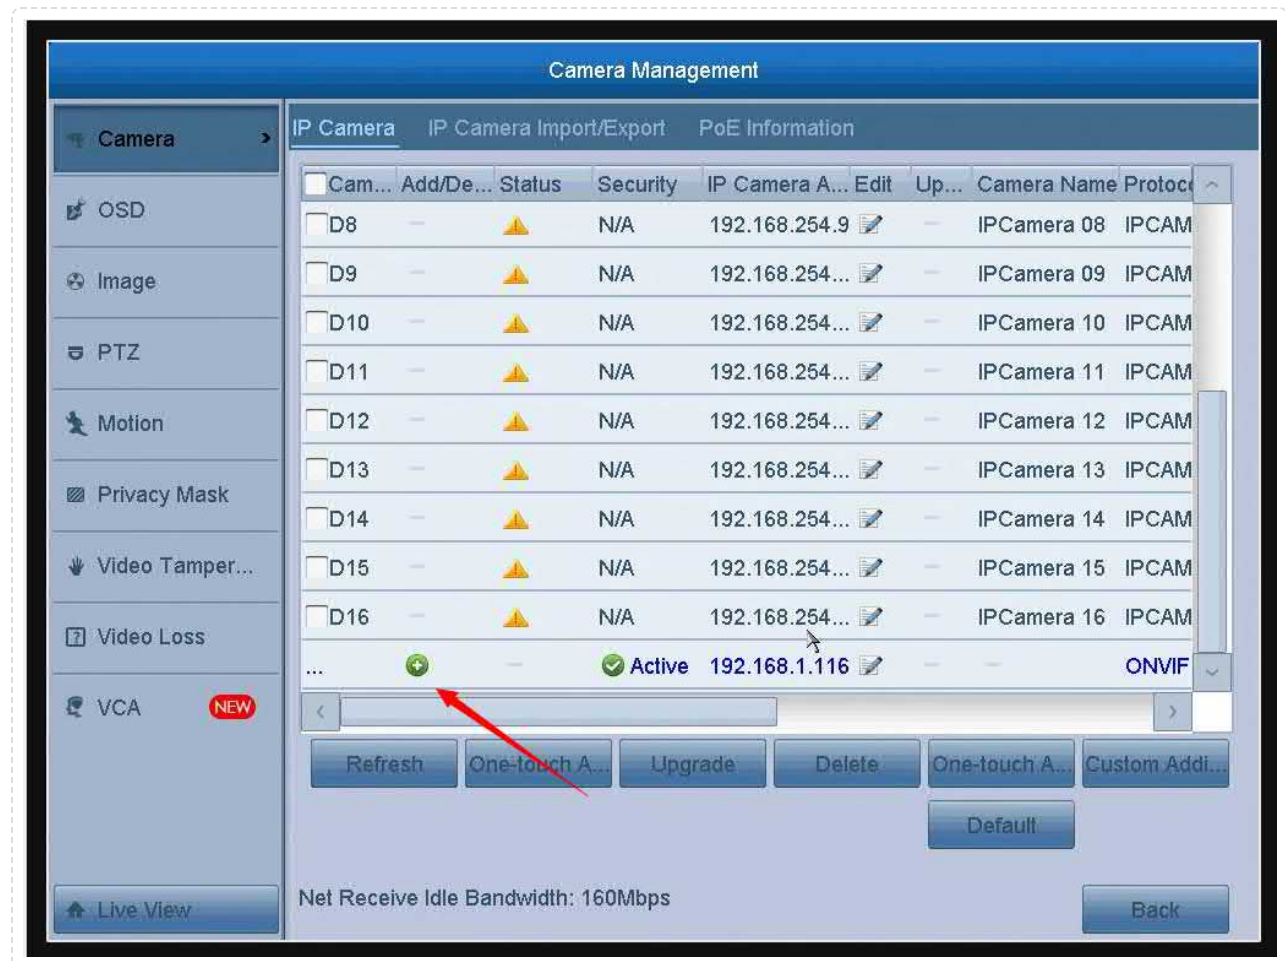 Camera Management
Camera
OSD
Image
PTZ
Motion
Privacy Mask
Video Tamper...
Video Loss
VCA NEW
Live View
IP Camera IP Camera Import/Export PoE Information
Cam... Add/De... Status Security IP Camera A... Edit Up... Camera Name Protoco
D8 N/A 192.168.254.9 IPCamera 08 IPCAM
D9 N/A 192.168.254... IPCamera 09 IPCAM
D10 N/A 192.168.254... IPCamera 10 IPCAM
D11 N/A 192.168.254... IPCamera 11 IPCAM
D12 N/A 192.168.254... IPCamera 12 IPCAM
D13 N/A 192.168.254... IPCamera 13 IPCAM
D14 N/A 192.168.254... IPCamera 14 IPCAM
D15 N/A 192.168.254... IPCamera 15 IPCAM
D16 N/A 192.168.254... IPCamera 16 IPCAM
... Active 192.168.1.116 ONVIF
Refresh One-touch A... Upgrade Delete One-touch A... Custom Addi...
Default
Net Receive Idle Bandwidth: 160Mbps
Back